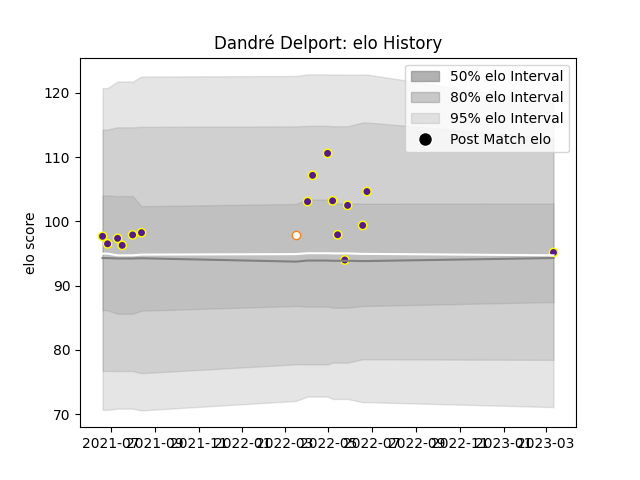 Dandré Delport: elo History
50% elo Interval
80% elo Interval
95% elo Interval
Post Match elo
elo score
120
110
100
90
80
70
2021-07 2021-09 2021-11 2022-01 2022-03 2022-05 2022-07 2022-09 2022-11 2023-01 2023-03